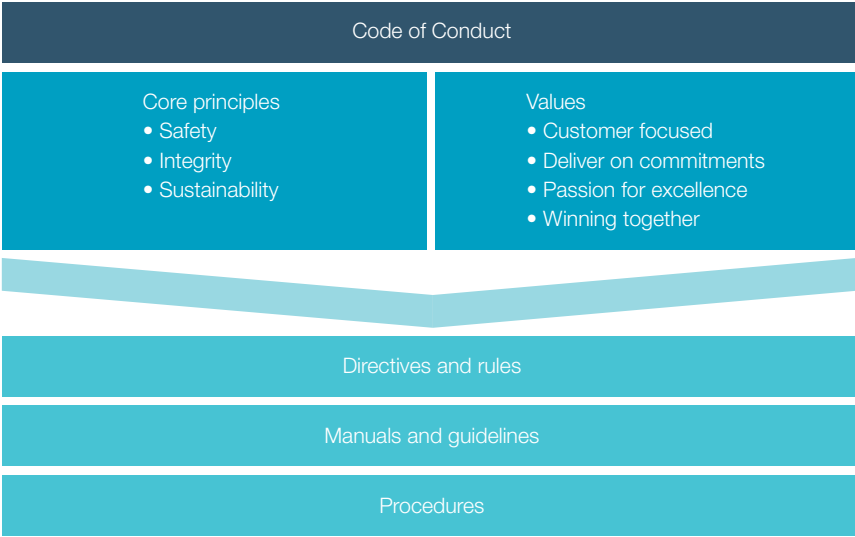 Code of Conduct
Core principles
• Safety
• Integrity
• Sustainability
Values
• Customer focused
• Deliver on commitments
• Passion for excellence
• Winning together
Directives and rules
Manuals and guidelines
Procedures